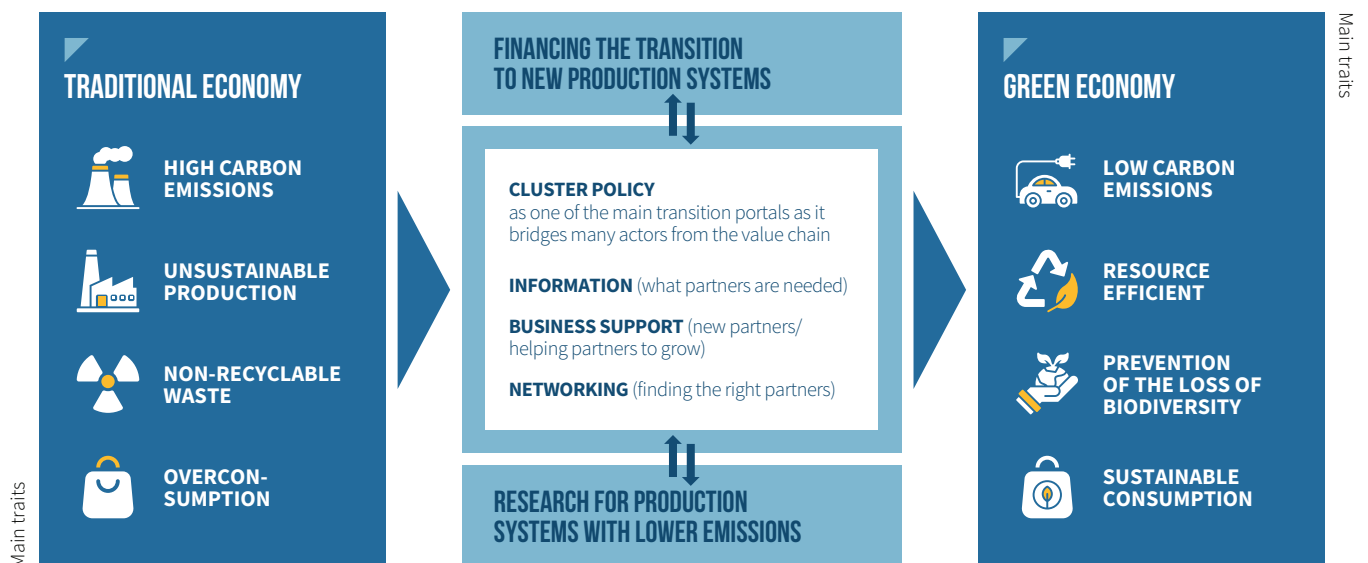 Main traits
TRADITIONAL ECONOMY
HIGH CARBON
EMISSIONS
UNSUSTAINABLE
PRODUCTION
NON-RECYCLABLE
WASTE
OVERCON-
SUMPTION
FINANCING THE TRANSITION
TO NEW PRODUCTION SYSTEMS
CLUSTER POLICY
as one of the main transition portals as it
bridges many actors from the value chain
INFORMATION (what partners are needed)
BUSINESS SUPPORT (new partners/
helping partners to grow)
NETWORKING (finding the right partners)
RESEARCH FOR PRODUCTION
SYSTEMS WITH LOWER EMISSIONS
GREEN ECONOMY
LOW CARBON
EMISSIONS
RESOURCE
EFFICIENT
PREVENTION
OF THE LOSS OF
BIODIVERSITY
SUSTAINABLE
CONSUMPTION
Main traits